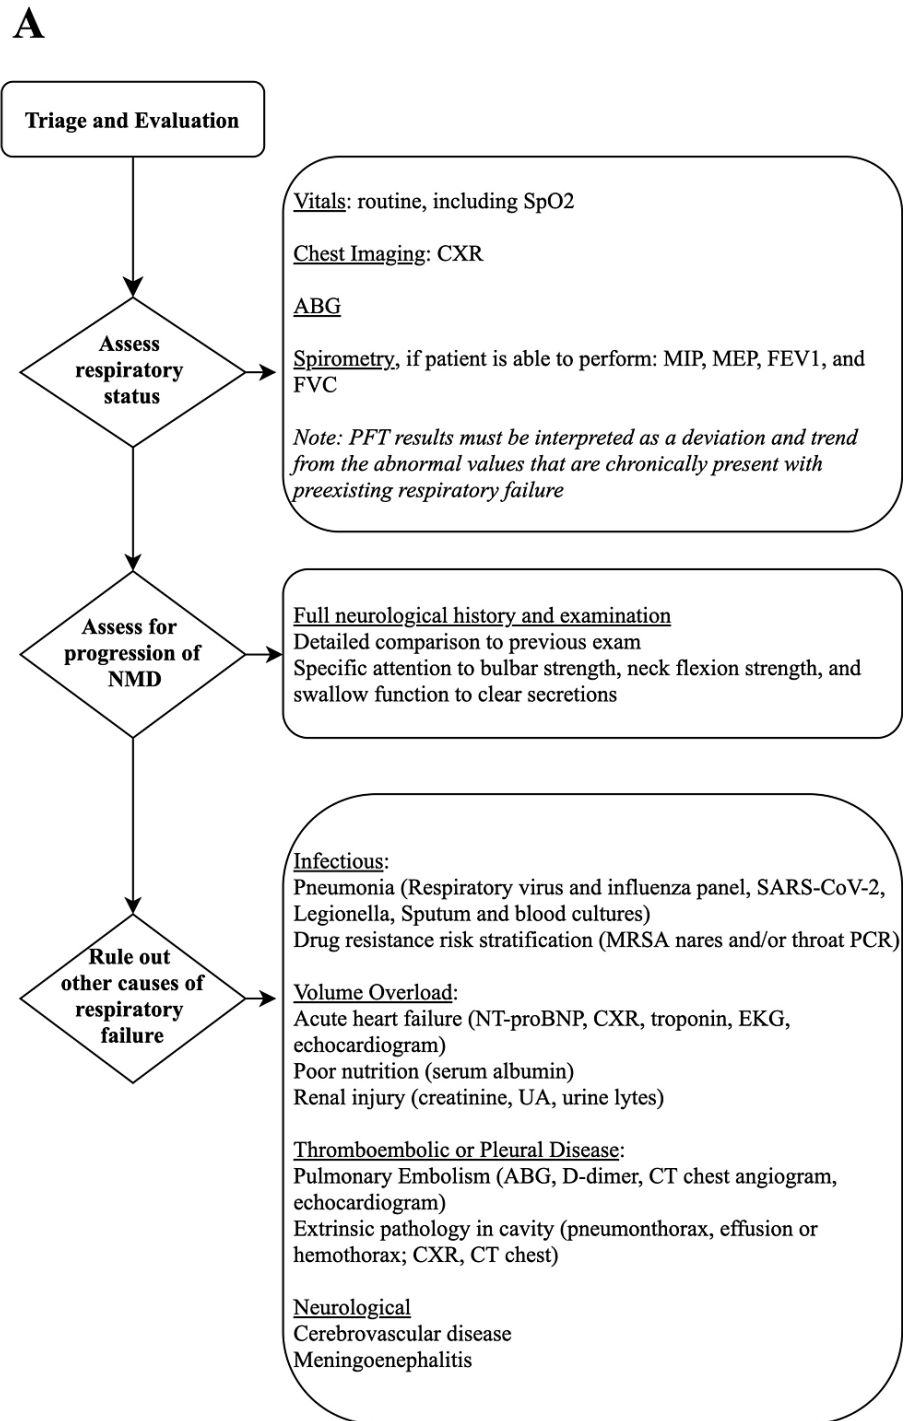 A
Triage and Evaluation
Vitals: routine, including SpO2
Chest Imaging: CXR
ABG
Spirometry, if patient is able to perform: MIP, MEP, FEV1, and
FVC
Note: PFT results must be interpreted as a deviation and trend
from the abnormal values that are chronically present with
preexisting respiratory failure
Assess
respiratory
status
Full neurological history and examination
Detailed comparison to previous exam
Specific attention to bulbar strength, neck flexion strength, and
swallow function to clear secretions
Assess for
progression of
NMD
Infectious:
Pneumonia (Respiratory virus and influenza panel, SARS-CoV-2,
Legionella, Sputum and blood cultures)
Drug resistance risk stratification (MRSA nares and/or throat PCR)
Volume Overload:
Acute heart failure (NT-proBNP, CXR, troponin, EKG,
echocardiogram)
Poor nutrition (serum albumin)
Renal injury (creatinine, UA, urine lytes)
Thromboembolic or Pleural Disease:
Pulmonary Embolism (ABG, D-dimer, CT chest angiogram,
echocardiogram)
Extrinsic pathology in cavity (pneumonthorax, effusion or
hemothorax; CXR, CT chest)
Neurological
Cerebrovascular disease
Meningoenephalitis
Rule out
other causes of
respiratory
failure